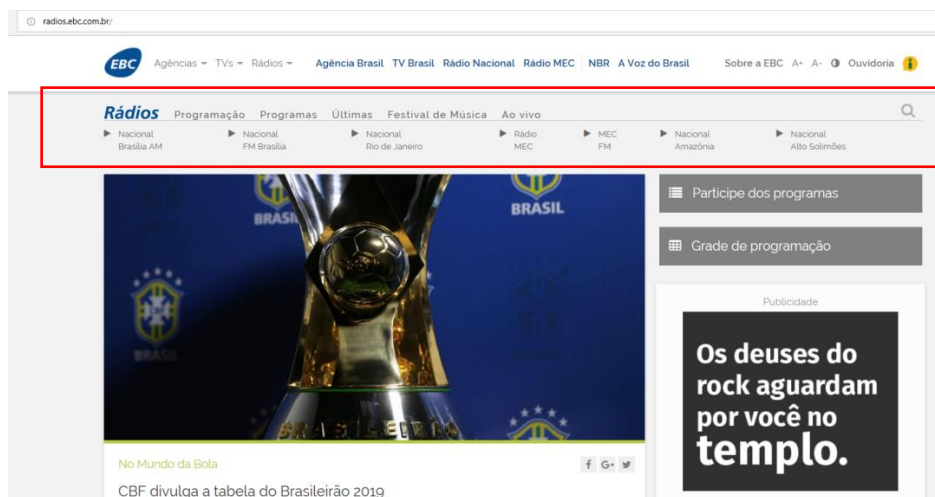 radios.ebc.com.br/
EBC Agências TVs Rádios Agência Brasil TV Brasil Rádio Nacional Rádio MEC NBR A Voz do Brasil Sobre a EBC A+ A- Ouvidoria i
Rádios Programação Programas Últimas Festival de Música Ao vivo
Nacional Brasília AM
Nacional FM Brasília
Nacional Rio de Janeiro
Rádio MEC
MEC FM
Nacional Amazônia
Nacional Alto Solimões
BRASIL
BRASIL
BRASIL
Participe dos programas
Grade de programação
Publicidade
Os deuses do
rock aguardam
por você no
templo.
No Mundo da Bola
f G+
CBF divulga a tabela do Brasileirão 2019